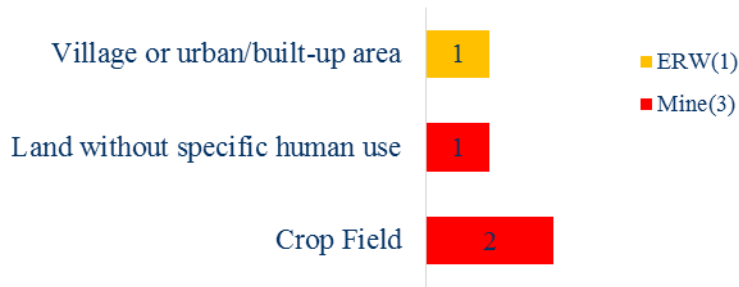 Village or urban/built-up area
1
ERW(1)
Mine(3)
Land without specific human use
1
Crop Field
2